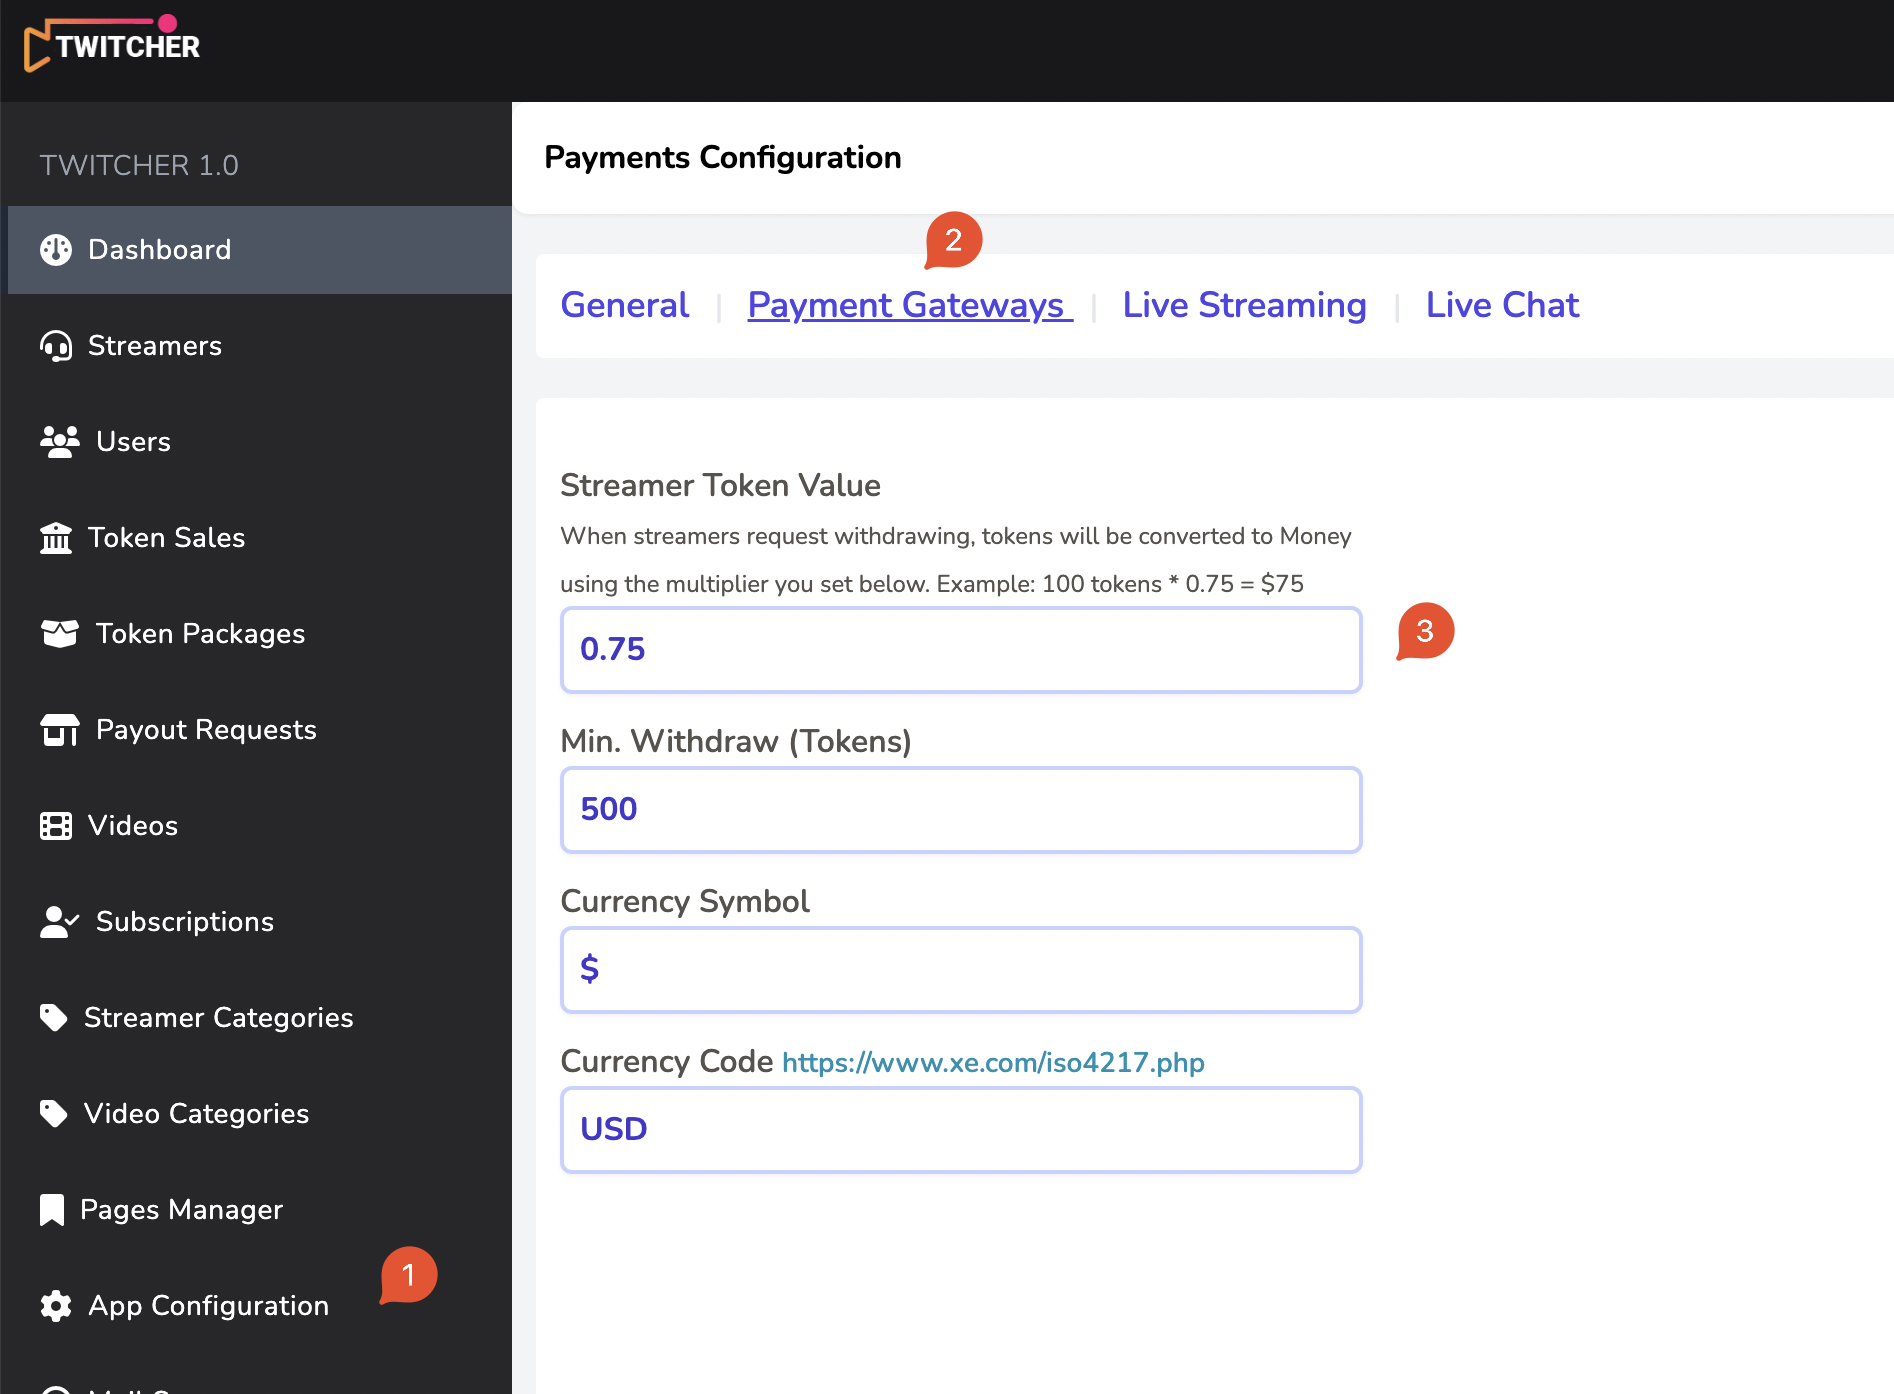 TWITCHER
TWITCHER 1.0
Dashboard
Streamers
Users
Token Sales
Token Packages
Payout Requests
Videos
Subscriptions
Streamer Categories
Video Categories
Pages Manager
1
App Configuration
Payments Configuration
2
General
Payment Gateways
Live Streaming
Live Chat
Streamer Token Value
When streamers request withdrawing, tokens will be converted to Money
using the multiplier you set below. Example: 100 tokens * 0.75 = $75
0.75
3
Min. Withdraw (Tokens)
500
Currency Symbol
$
Currency Code https://www.xe.com/iso4217.php
USD